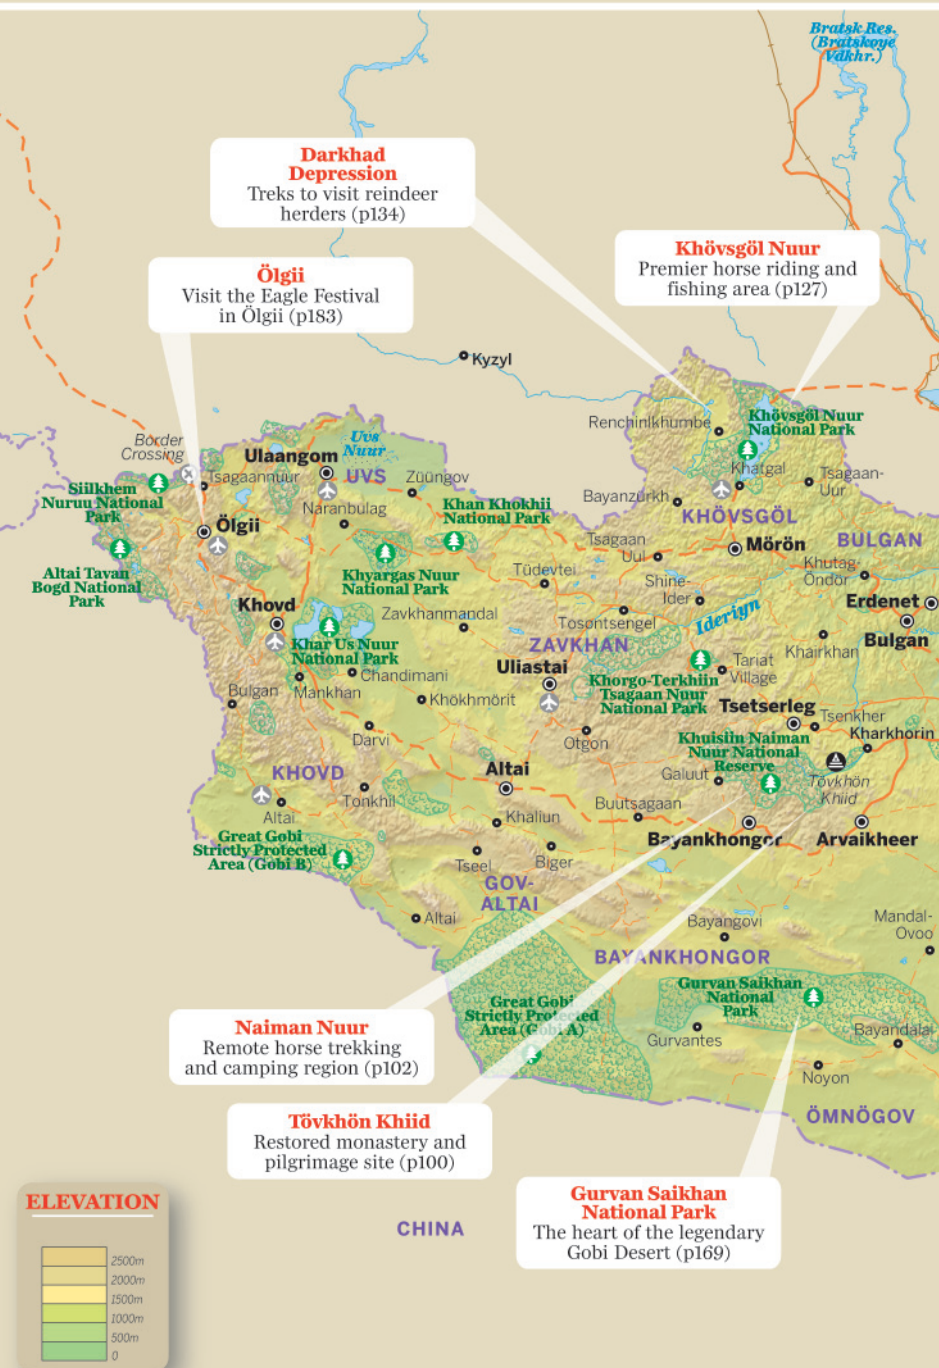 Bratsk Res.
(Bratskoye
Vdkhr.)
Darkhad
Depression
Treks to visit reindeer
herders (p134)
Khövsgöl Nuur
Premier horse riding and
fishing area (p127)
Ölgii
Visit the Eagle Festival
in Ölgii (p183)
Kyzyl
Renchinlkhumbe
Khövsgöl Nuur
National Park
Border
Crossing
Uvs
Nuur
Ulaangom
UVS
Tsagaannuur
Züüngov
Khatgal
Tsagaan-
Uur
Siilkhem
Nuruu National
Park
Naranbulag
Khan Khokhii
National Park
Bayanzürkh
KHÖVSGÖL
Ölgii
Tsagaan
Uul
Mörön
BULGAN
Altai Tavan
Bogd National
Park
Khyargas Nuur
National Park
Tüdevtei
Shine-
Ider
Khutag-
Öndör
Khovd
Zavkhanmandal
Tosontsengel
Ideriyn
Erdenet
Bulgan
Khar Us Nuur
National Park
ZAVKHAN
Khairkhan
Chandimani
Uliastai
Tariat
Village
Khorgo-Terkhiin
Tsagaan Nuur
National Park
Bulgan
Mankhan
Khökhmörit
Tsetserleg
Tsenkher
Darvi
Otgon
Khuisiin Naiman
Nuur National
Reserve
Kharkhorin
KHOVD
Altai
Galuut
Tövkhön
Khiid
Altai
Tonkhil
Khaliun
Buutsagaan
Bayankhongor
Arvaikheer
Great Gobi
Strictly Protected
Area (Gobi B)
Tseel
Biger
GOV-
ALTAI
Altai
Bayangovi
Mandal-
Ovoo
BAYANKHONGOR
Gurvan Saikhan
National
Park
Great Gobi
Strictly Protected
Area (Gobi A)
Gurvantes
Bayandalai
Naiman Nuur
Remote horse trekking
and camping region (p102)
Noyon
ÖMNÖGOV
Tövkhön Khiid
Restored monastery and
pilgrimage site (p100)
Gurvan Saikhan
National Park
The heart of the legendary
Gobi Desert (p169)
CHINA
ELEVATION
2500m
2000m
1500m
1000m
500m
0